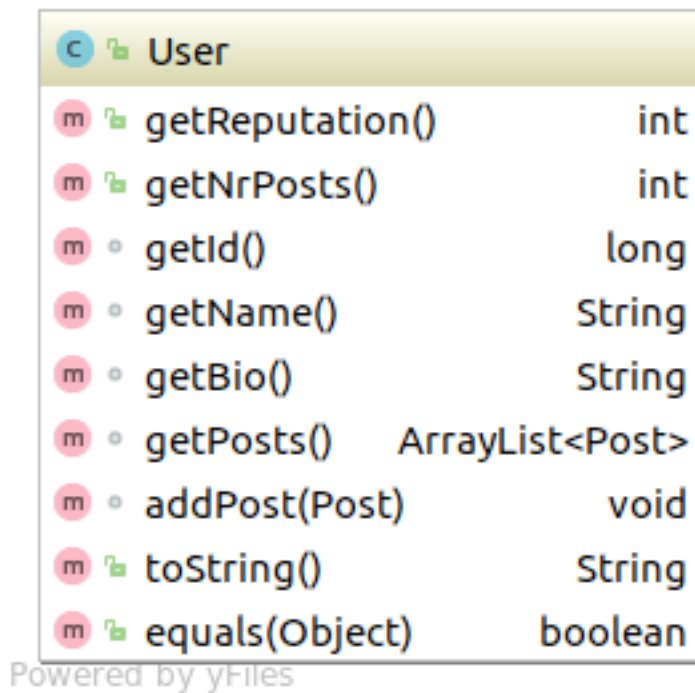 C User
m getReputation() int
m getNrPosts() int
m getId() long
m getName() String
m getBio() String
m getPosts() ArrayList<Post>
m addPost(Post) void
m toString() String
m equals(Object) boolean
Powered by yFiles